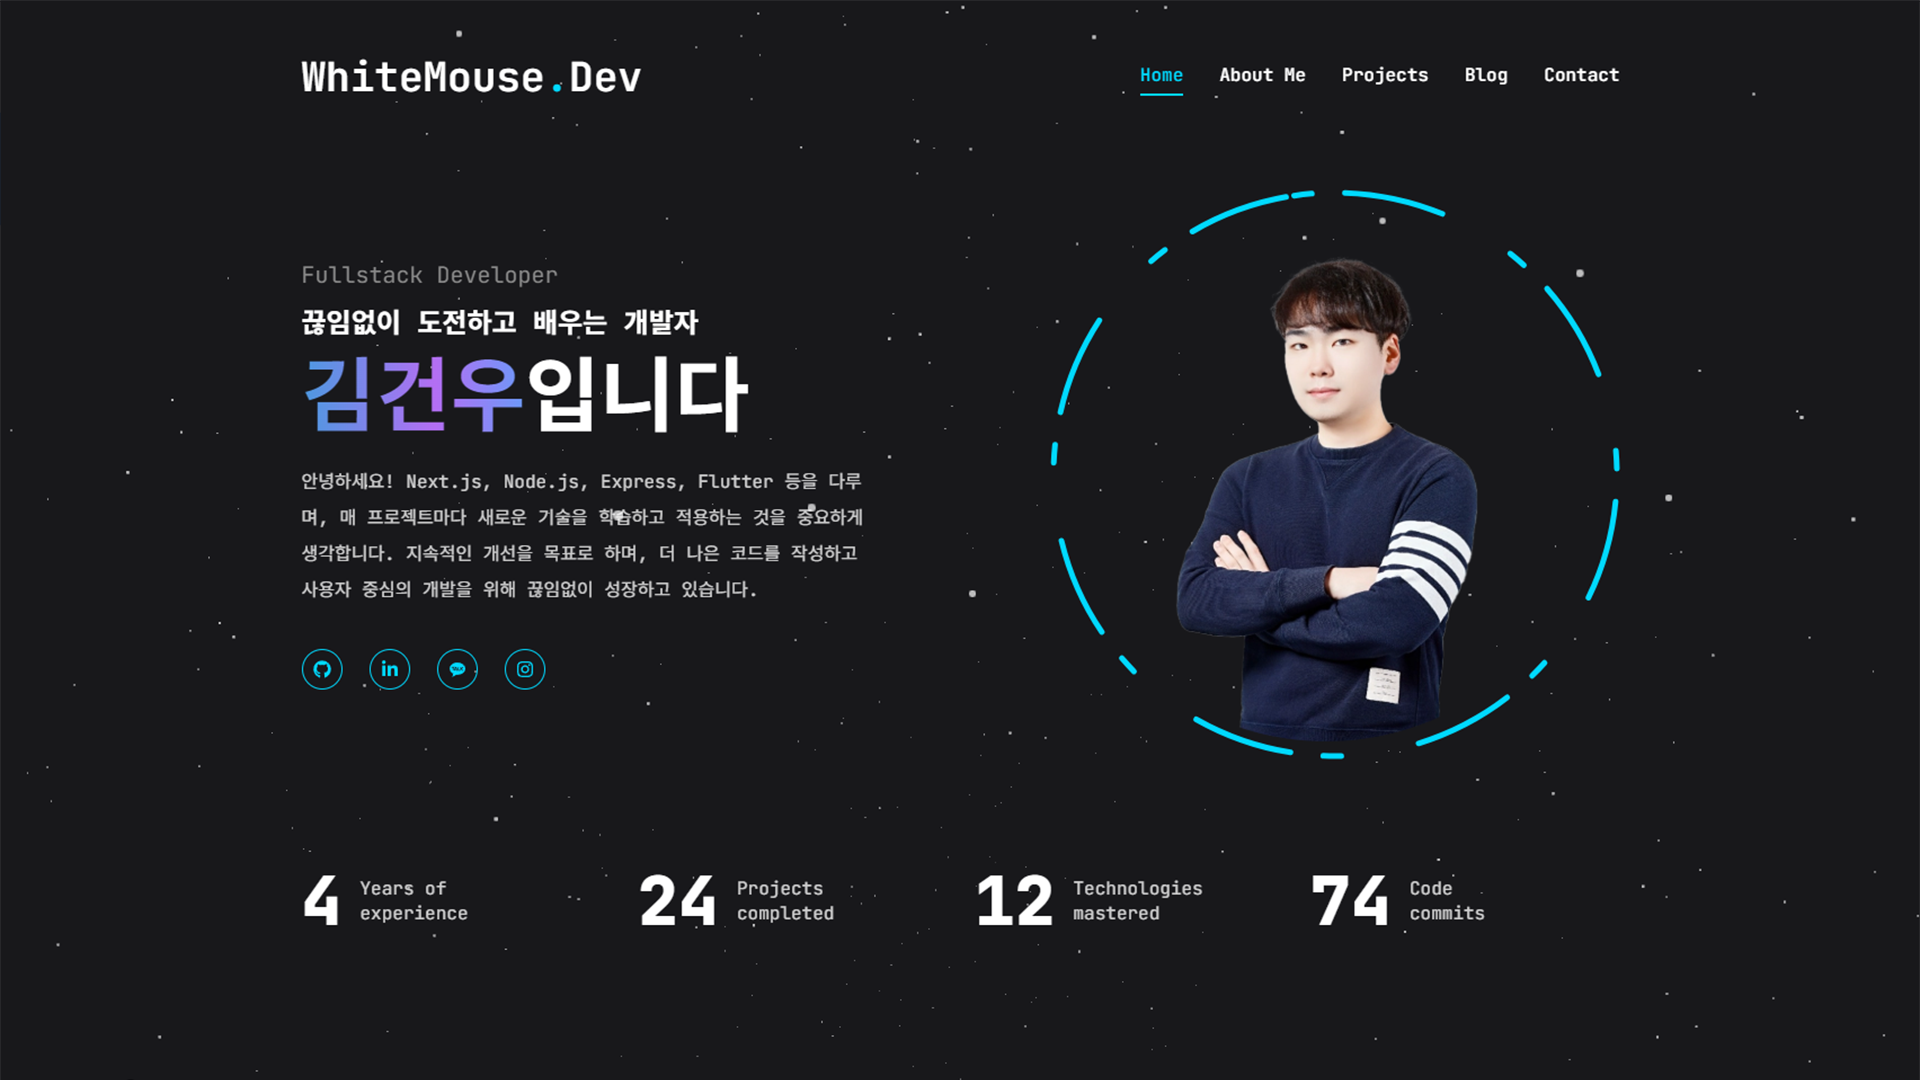 WhiteMouse.Dev
Home About Me Projects Blog Contact
Fullstack Developer
끊임없이 도전하고 배우는 개발자
김건우입니다
안녕하세요! Next.js, Node.js, Express, Flutter 등을 다루
며, 매 프로젝트마다 새로운 기술을 학습하고 적용하는 것을 중요하게
생각합니다. 지속적인 개선을 목표로 하며, 더 나은 코드를 작성하고
사용자 중심의 개발을 위해 끊임없이 성장하고 있습니다.
in
TALK
4 Years of
experience
24 Projects
completed
12 Technologies
mastered
74 Code
commits